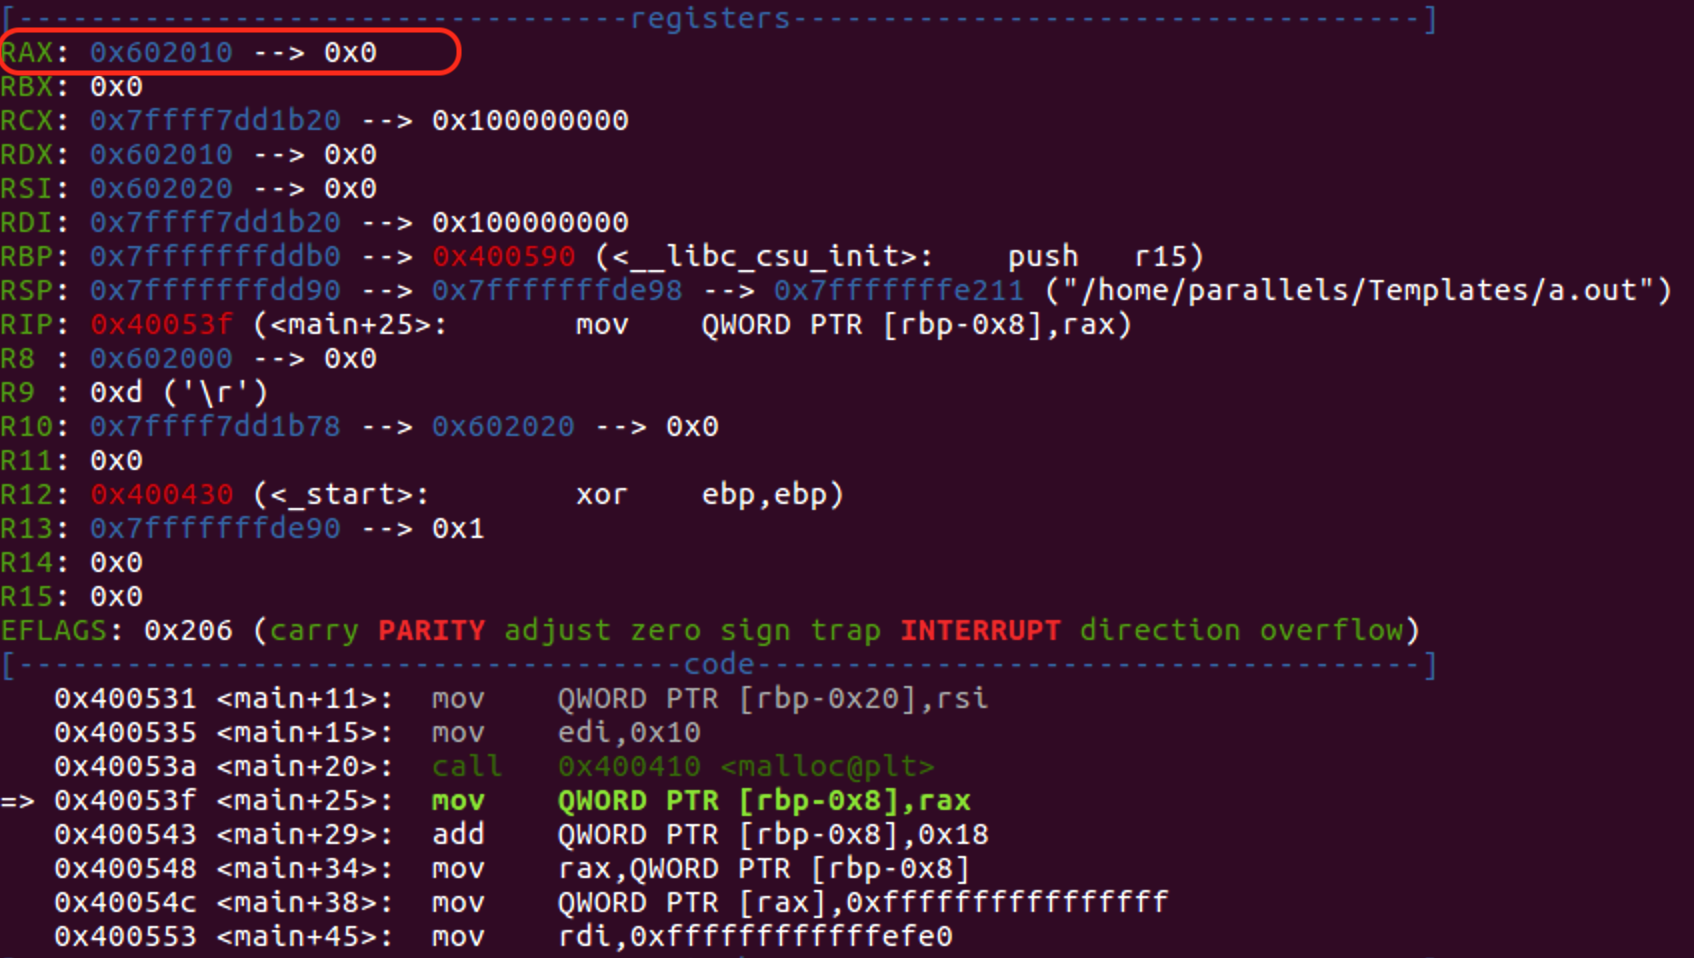 [----------------------------------registers-----------------------------------]
RAX: 0x602010 --> 0x0
RBX: 0x0
RCX: 0x7ffff7dd1b20 --> 0x100000000
RDX: 0x602010 --> 0x0
RSI: 0x602020 --> 0x0
RDI: 0x7ffff7dd1b20 --> 0x100000000
RBP: 0x7fffffffddb0 --> 0x400590 (<__libc_csu_init>:    push   r15)
RSP: 0x7fffffffdd90 --> 0x7fffffffde98 --> 0x7fffffffe211 ("/home/parallels/Templates/a.out")
RIP: 0x40053f (<main+25>:       mov    QWORD PTR [rbp-0x8],rax)
R8 : 0x602000 --> 0x0
R9 : 0xd ('\r')
R10: 0x7ffff7dd1b78 --> 0x602020 --> 0x0
R11: 0x0
R12: 0x400430 (<_start>:        xor    ebp,ebp)
R13: 0x7fffffffde90 --> 0x1
R14: 0x0
R15: 0x0
EFLAGS: 0x206 (carry PARITY adjust zero sign trap INTERRUPT direction overflow)
[-------------------------------------code-------------------------------------]
   0x400531 <main+11>:  mov    QWORD PTR [rbp-0x20],rsi
   0x400535 <main+15>:  mov    edi,0x10
   0x40053a <main+20>:  call   0x400410 <malloc@plt>
=> 0x40053f <main+25>:  mov    QWORD PTR [rbp-0x8],rax
   0x400543 <main+29>:  add    QWORD PTR [rbp-0x8],0x18
   0x400548 <main+34>:  mov    rax,QWORD PTR [rbp-0x8]
   0x40054c <main+38>:  mov    QWORD PTR [rax],0xffffffffffffffff
   0x400553 <main+45>:  mov    rdi,0xffffffffffffefe0